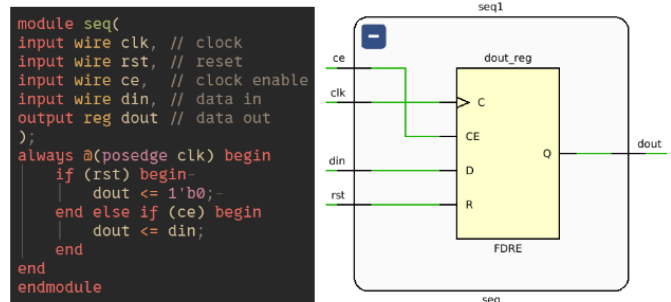 module seq(
input wire clk, // clock
input wire rst, // reset
input wire ce, // clock enable
input wire din, // data in
output reg dout // data out
);
always @(posedge clk) begin
if (rst) begin-
dout <= 1'b0;-
end else if (ce) begin
dout <= din;
end
end
endmodule
seq1
dout_reg
ce
clk
C
CE
din
D
Q
dout
rst
R
FDRE
seq